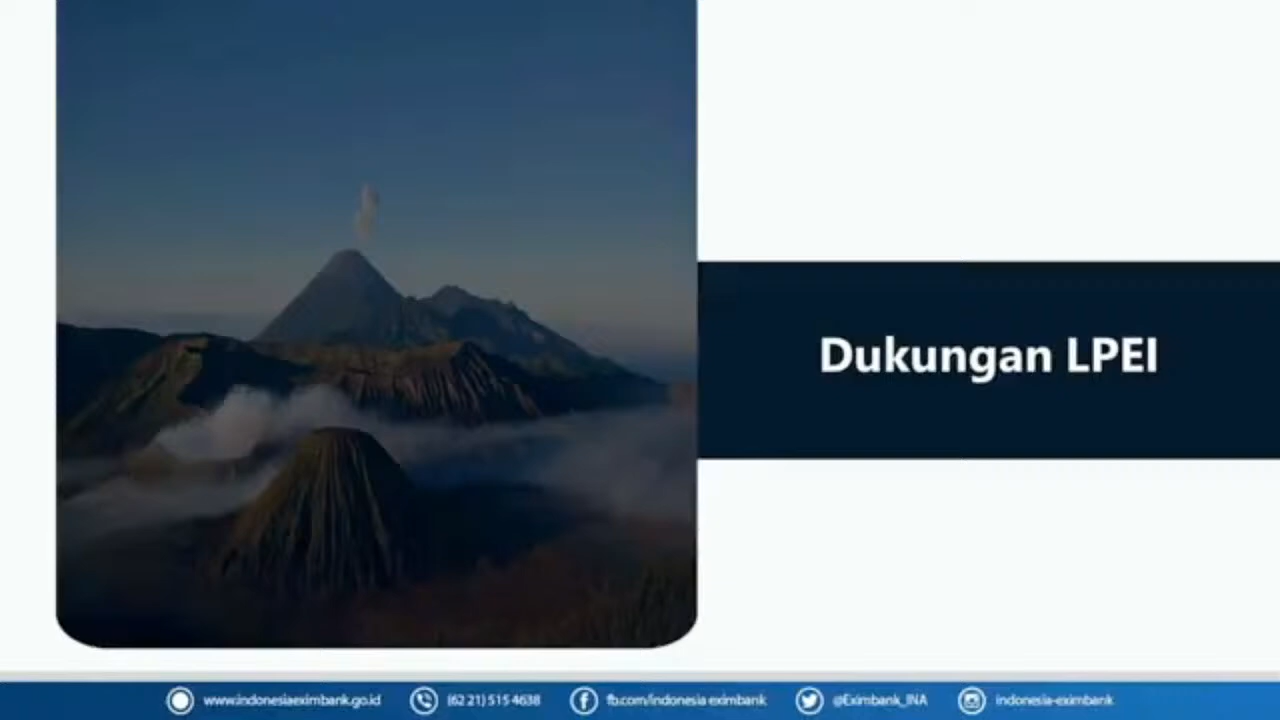 Dukungan LPEI
www.indonesiaeximbank.go.id
(62 21) 515 4638
fb.com/indonesia eximbank
@Eximbank_INA
indonesia-eximbank